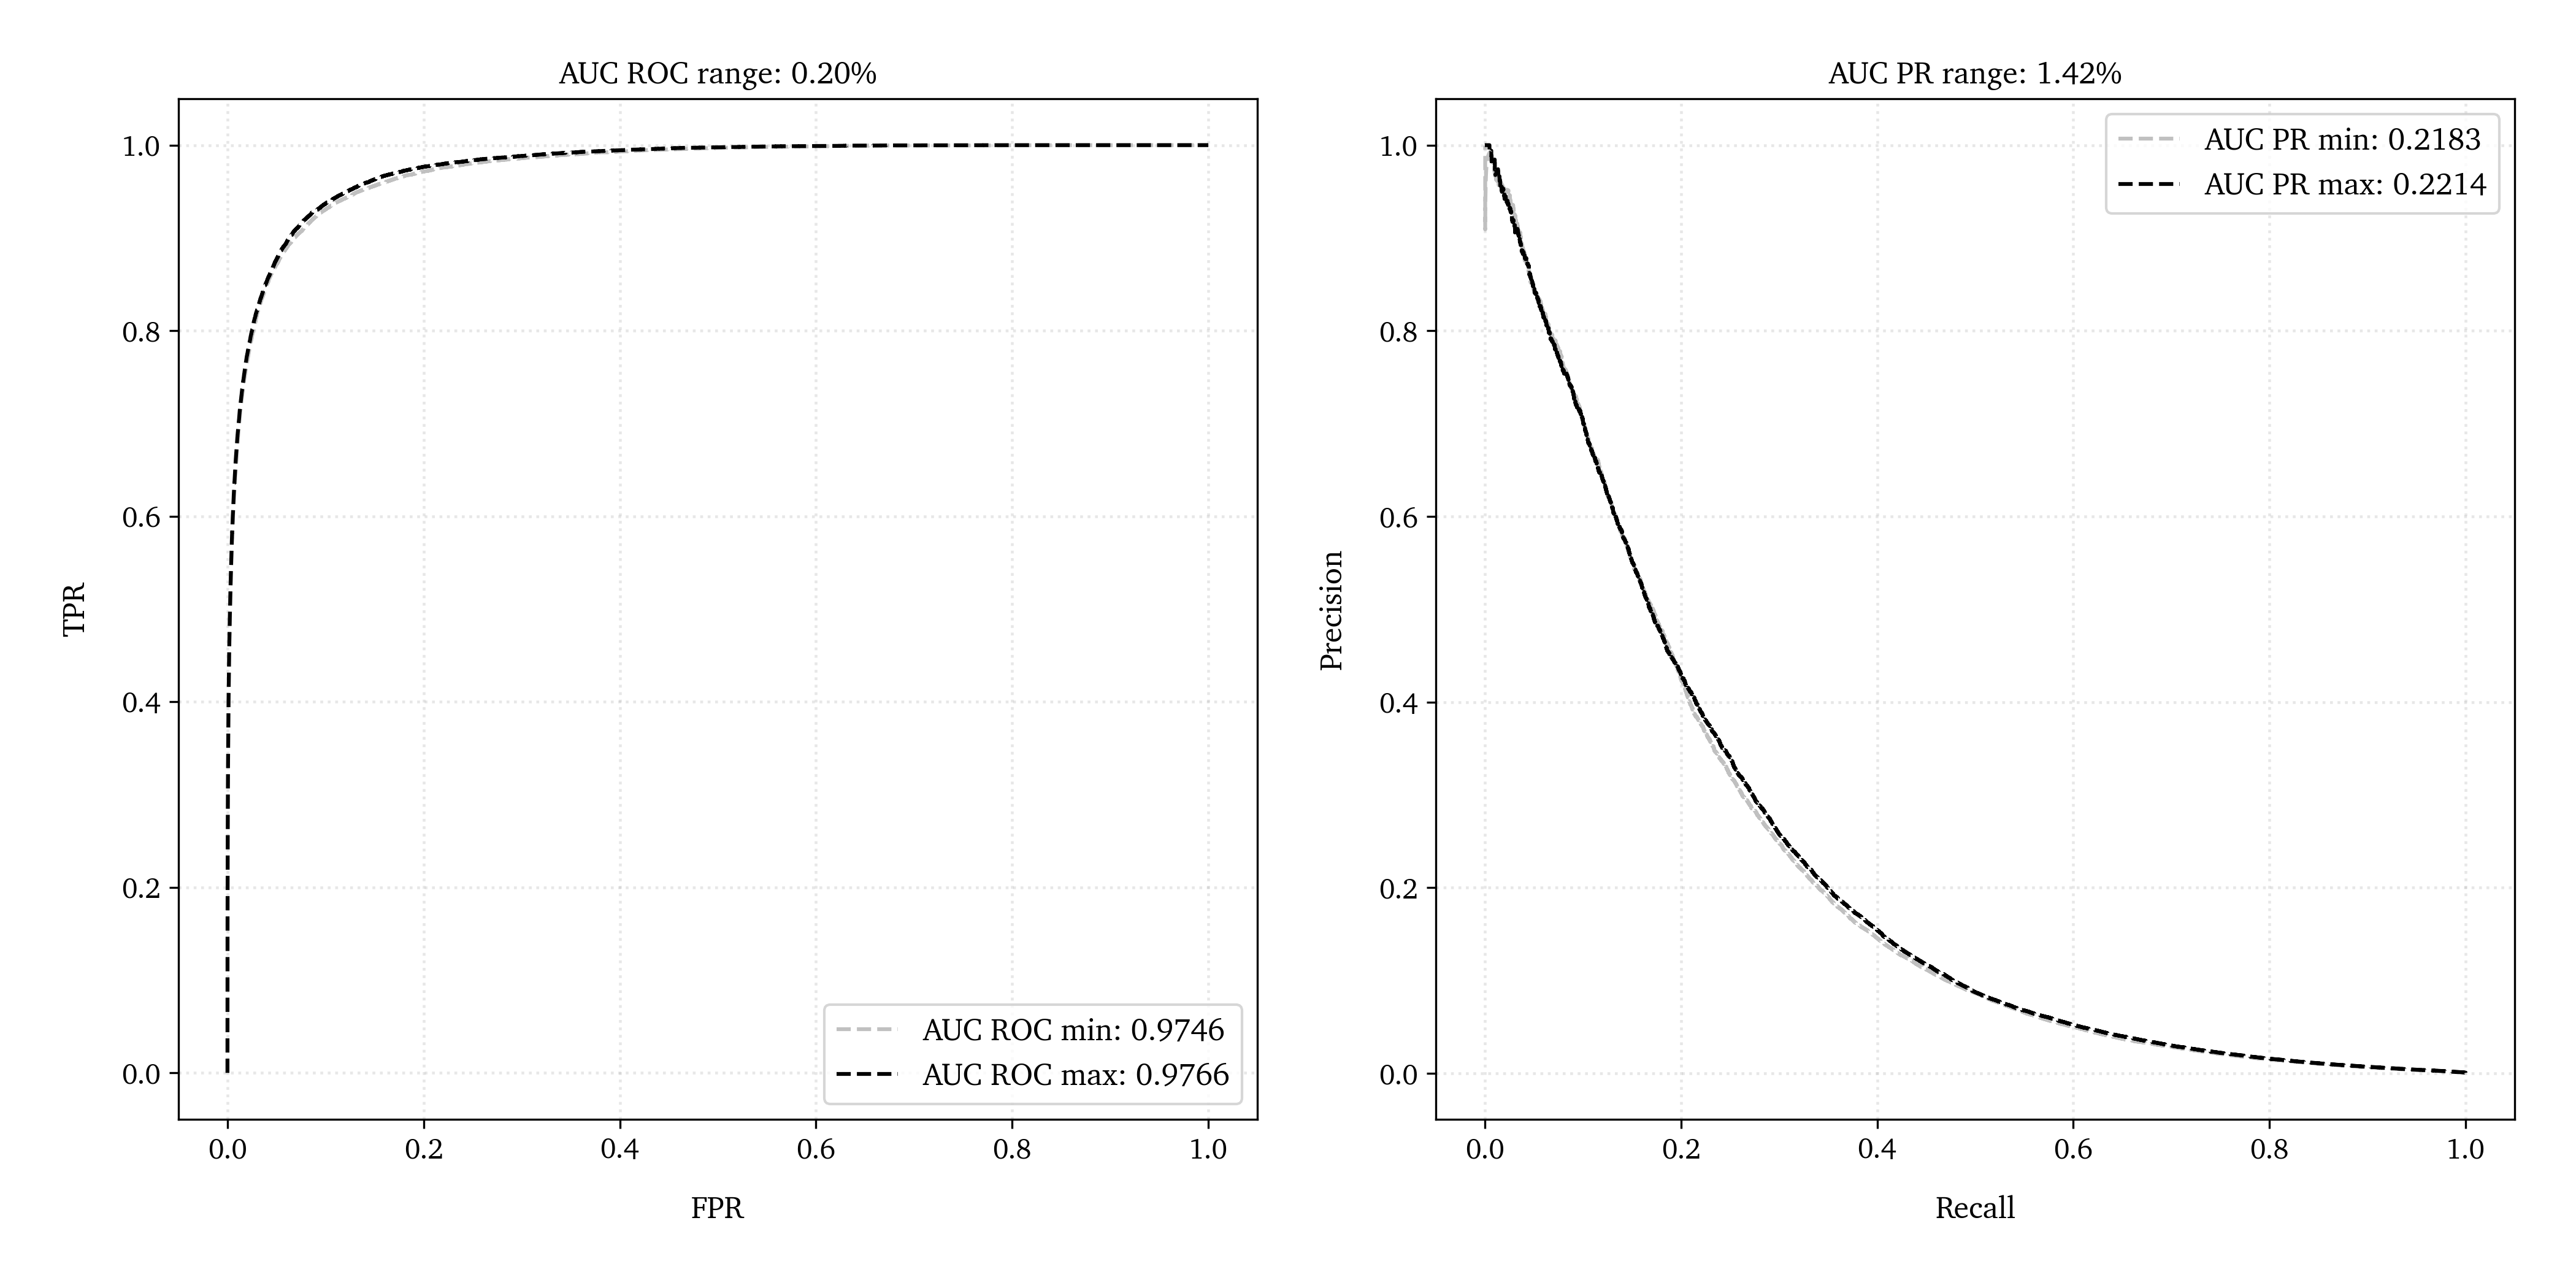 AUC ROC range: 0.20%
TPR
1.0
0.8
0.6
0.4
0.2
0.0
AUC ROC min: 0.9746
AUC ROC max: 0.9766
0.0 0.2 0.4 0.6 0.8 1.0
FPR
AUC PR range: 1.42%
Precision
1.0
0.8
0.6
0.4
0.2
0.0
AUC PR min: 0.2183
AUC PR max: 0.2214
0.0 0.2 0.4 0.6 0.8 1.0
Recall